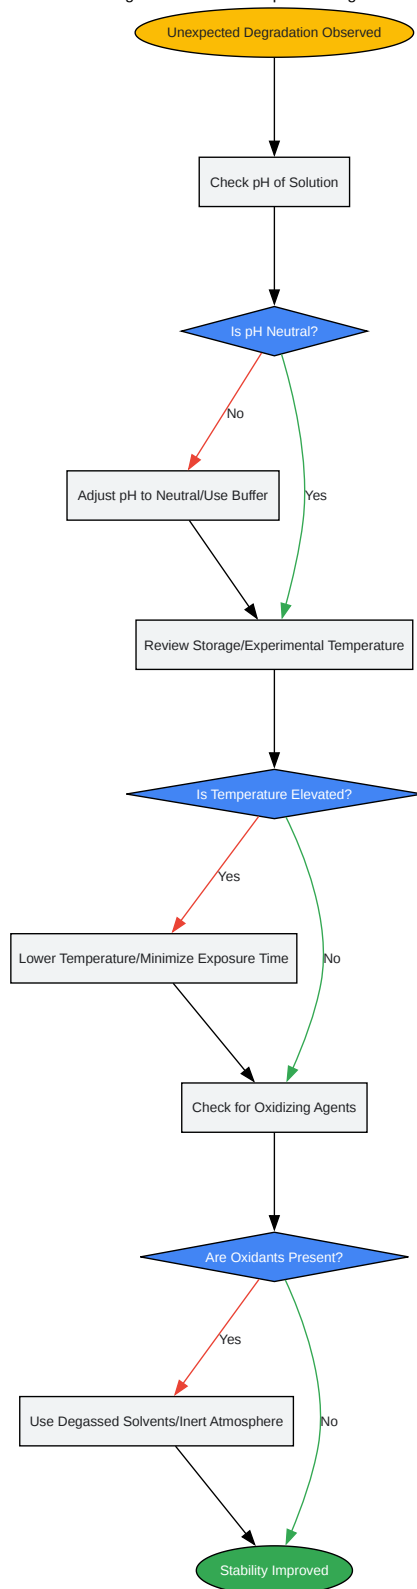 Unexpected Degradation Observed
Check pH of Solution
Is pH Neutral?
No
Adjust pH to Neutral/Use Buffer
Yes
Review Storage/Experimental Temperature
Is Temperature Elevated?
Yes
Lower Temperature/Minimize Exposure Time
No
Check for Oxidizing Agents
Are Oxidants Present?
Yes
Use Degassed Solvents/Inert Atmosphere
No
Stability Improved